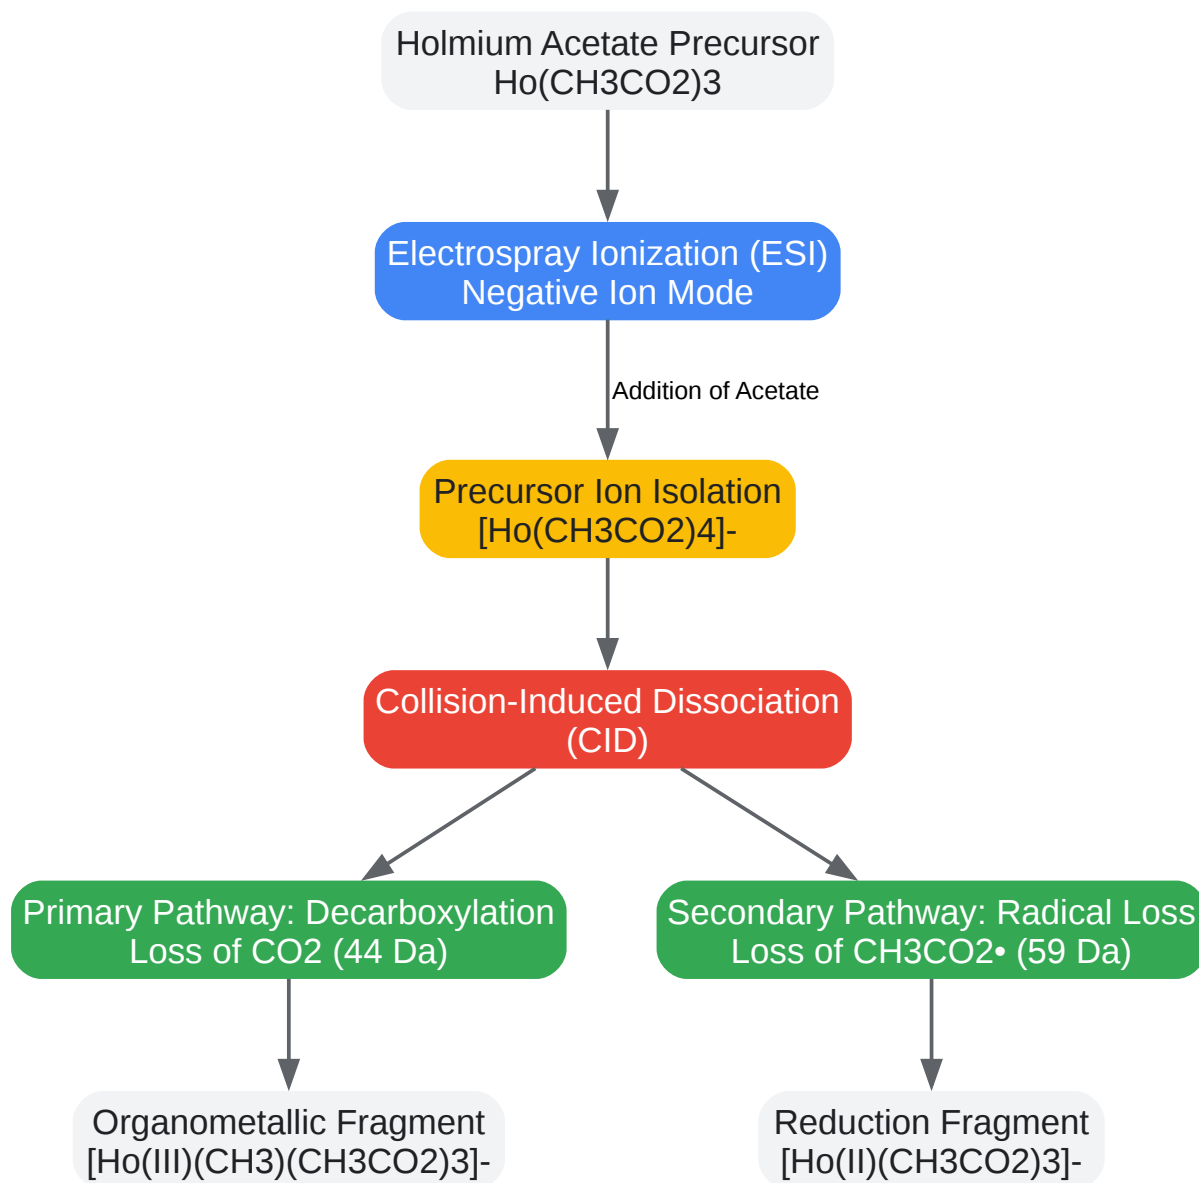 Holmium Acetate Precursor
Ho(CH3CO2)3
Electrospray Ionization (ESI)
Negative Ion Mode
Addition of Acetate
Precursor Ion Isolation
[Ho(CH3CO2)4]-
Collision-Induced Dissociation
(CID)
Primary Pathway: Decarboxylation
Loss of CO2 (44 Da)
Secondary Pathway: Radical Loss
Loss of CH3CO2• (59 Da)
Organometallic Fragment
[Ho(III)(CH3)(CH3CO2)3]-
Reduction Fragment
[Ho(II)(CH3CO2)3]-